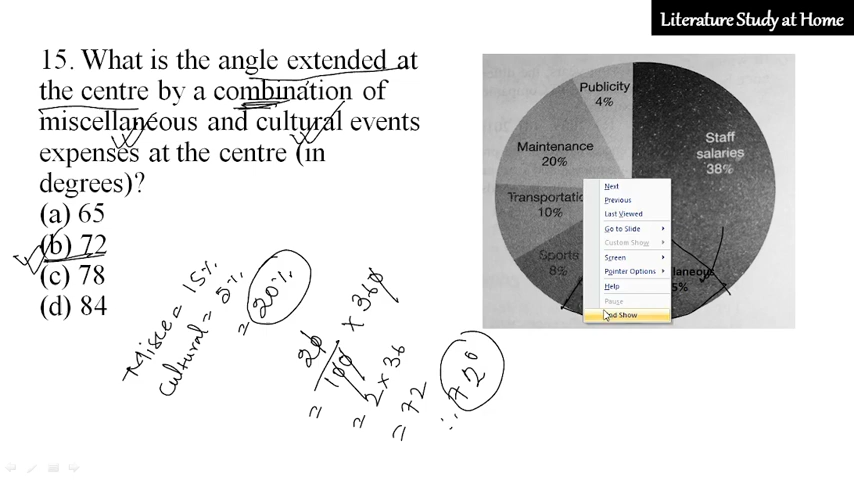 Literature Study at Home
15. What is the angle extended at
the centre by a combination of
miscellaneous and cultural events
expenses at the centre (in
degrees)?
(a) 65
(b) 72
(c) 78
(d) 84
Misce = 15%
Cultural = 5%
= 20%
= 20/100 × 360
= 2 × 36
= 72
∴ 72°
Publicity
4%
Staff
salaries
38%
Maintenance
20%
10%
Sports
8%
Next
Previous
Last Viewed
Go to Slide
Custom Show
Screen
Pointer Options
Help
Pause
Show